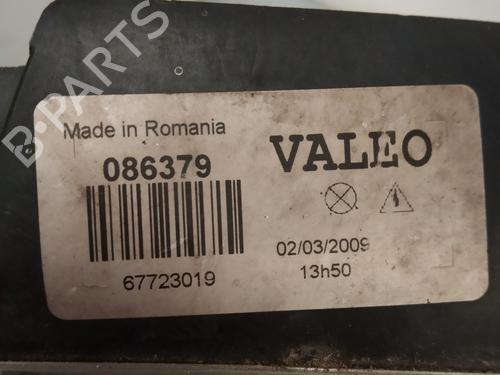 B-PARTS
Made in Romania
086379
VALEO
67723019
02/03/2009
13h50